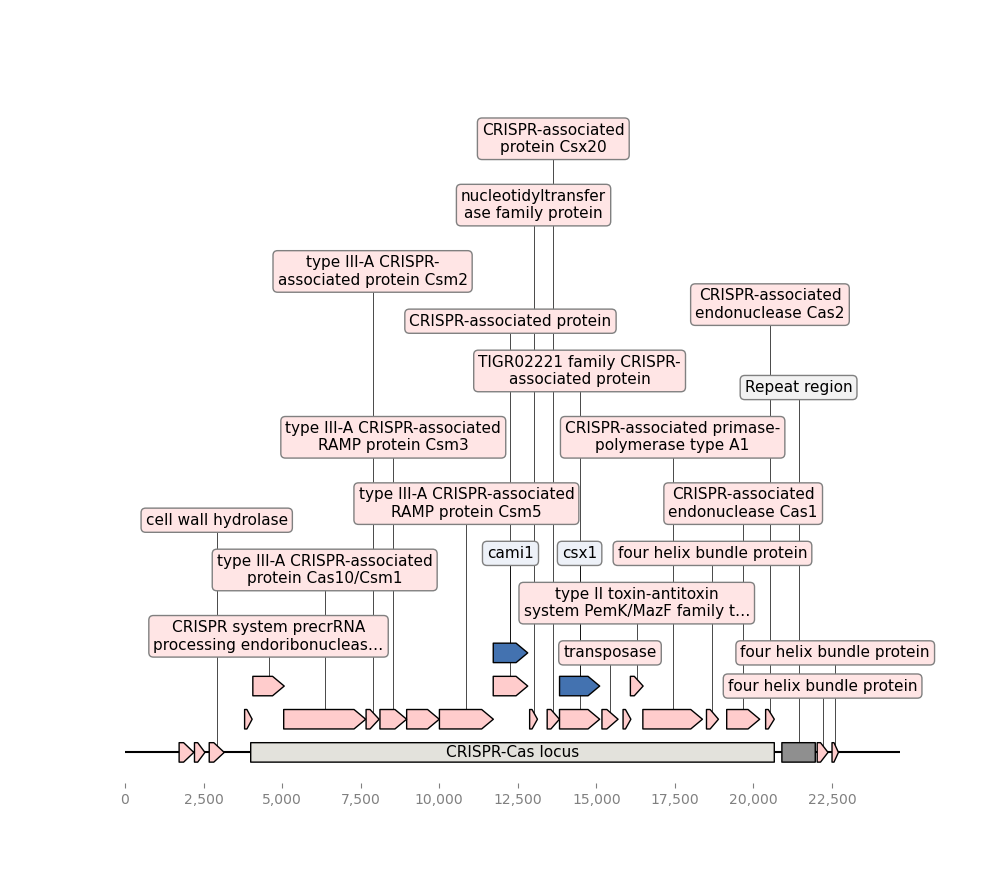 CRISPR-associated
protein Csx20
nucleotidyltransfer
ase family protein
type III-A CRISPR-
associated protein Csm2
CRISPR-associated
endonuclease Cas2
CRISPR-associated protein
TIGR02221 family CRISPR-
associated protein
Repeat region
type III-A CRISPR-associated
RAMP protein Csm3
CRISPR-associated primase-
polymerase type A1
type III-A CRISPR-associated
RAMP protein Csm5
CRISPR-associated
endonuclease Cas1
cell wall hydrolase
cami1
csx1
four helix bundle protein
type III-A CRISPR-associated
protein Cas10/Csm1
type II toxin-antitoxin
system PemK/MazF family t…
CRISPR system precrRNA
processing endoribonucleas…
transposase
four helix bundle protein
four helix bundle protein
CRISPR-Cas locus
0 2,500 5,000 7,500 10,000 12,500 15,000 17,500 20,000 22,500